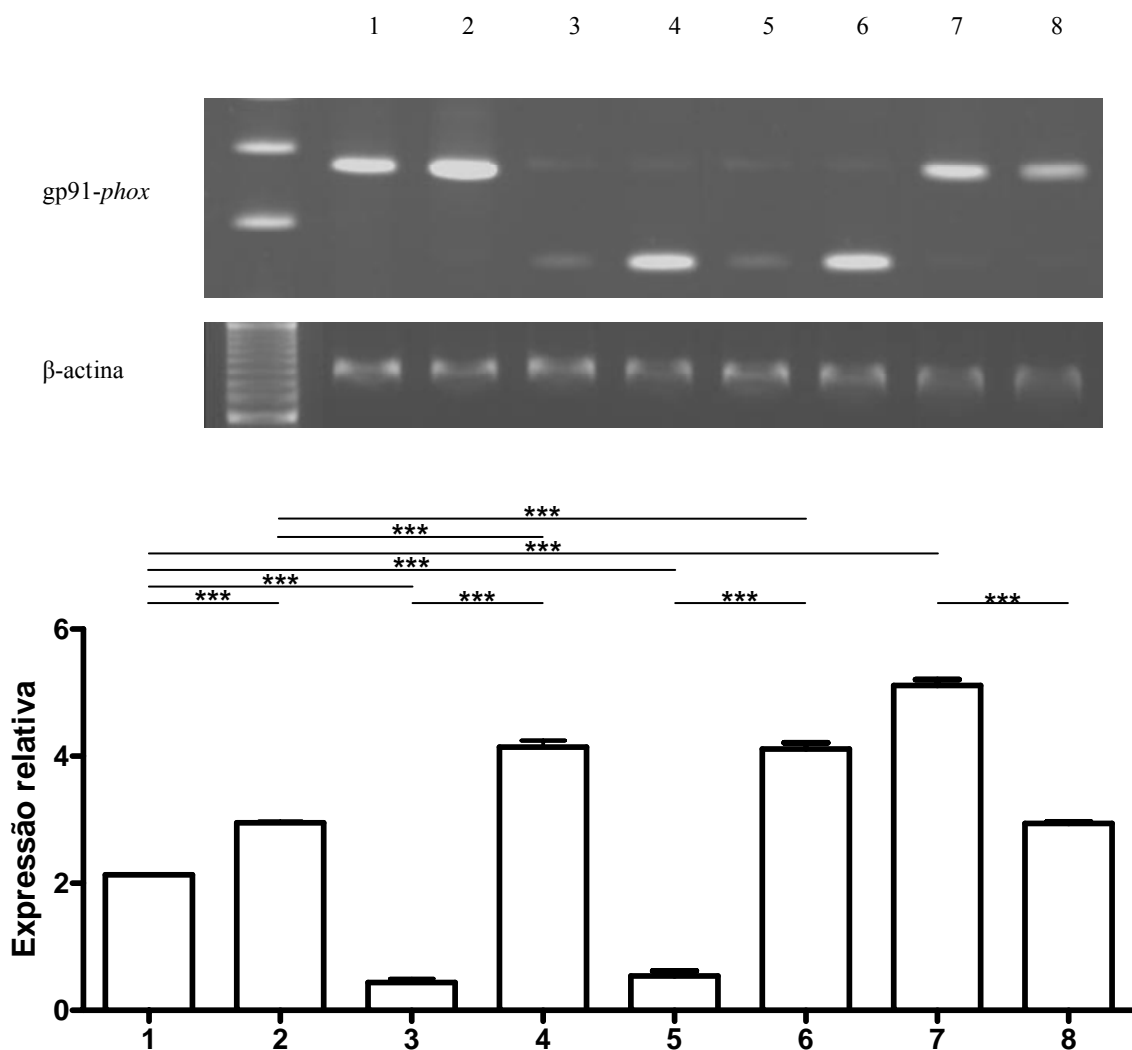 1 2 3 4 5 6 7 8
gp91-phox
β-actina
***
***
***
***
***
*** *** *** ***
6
4
2
0
Expressão relativa
1 2 3 4 5 6 7 8